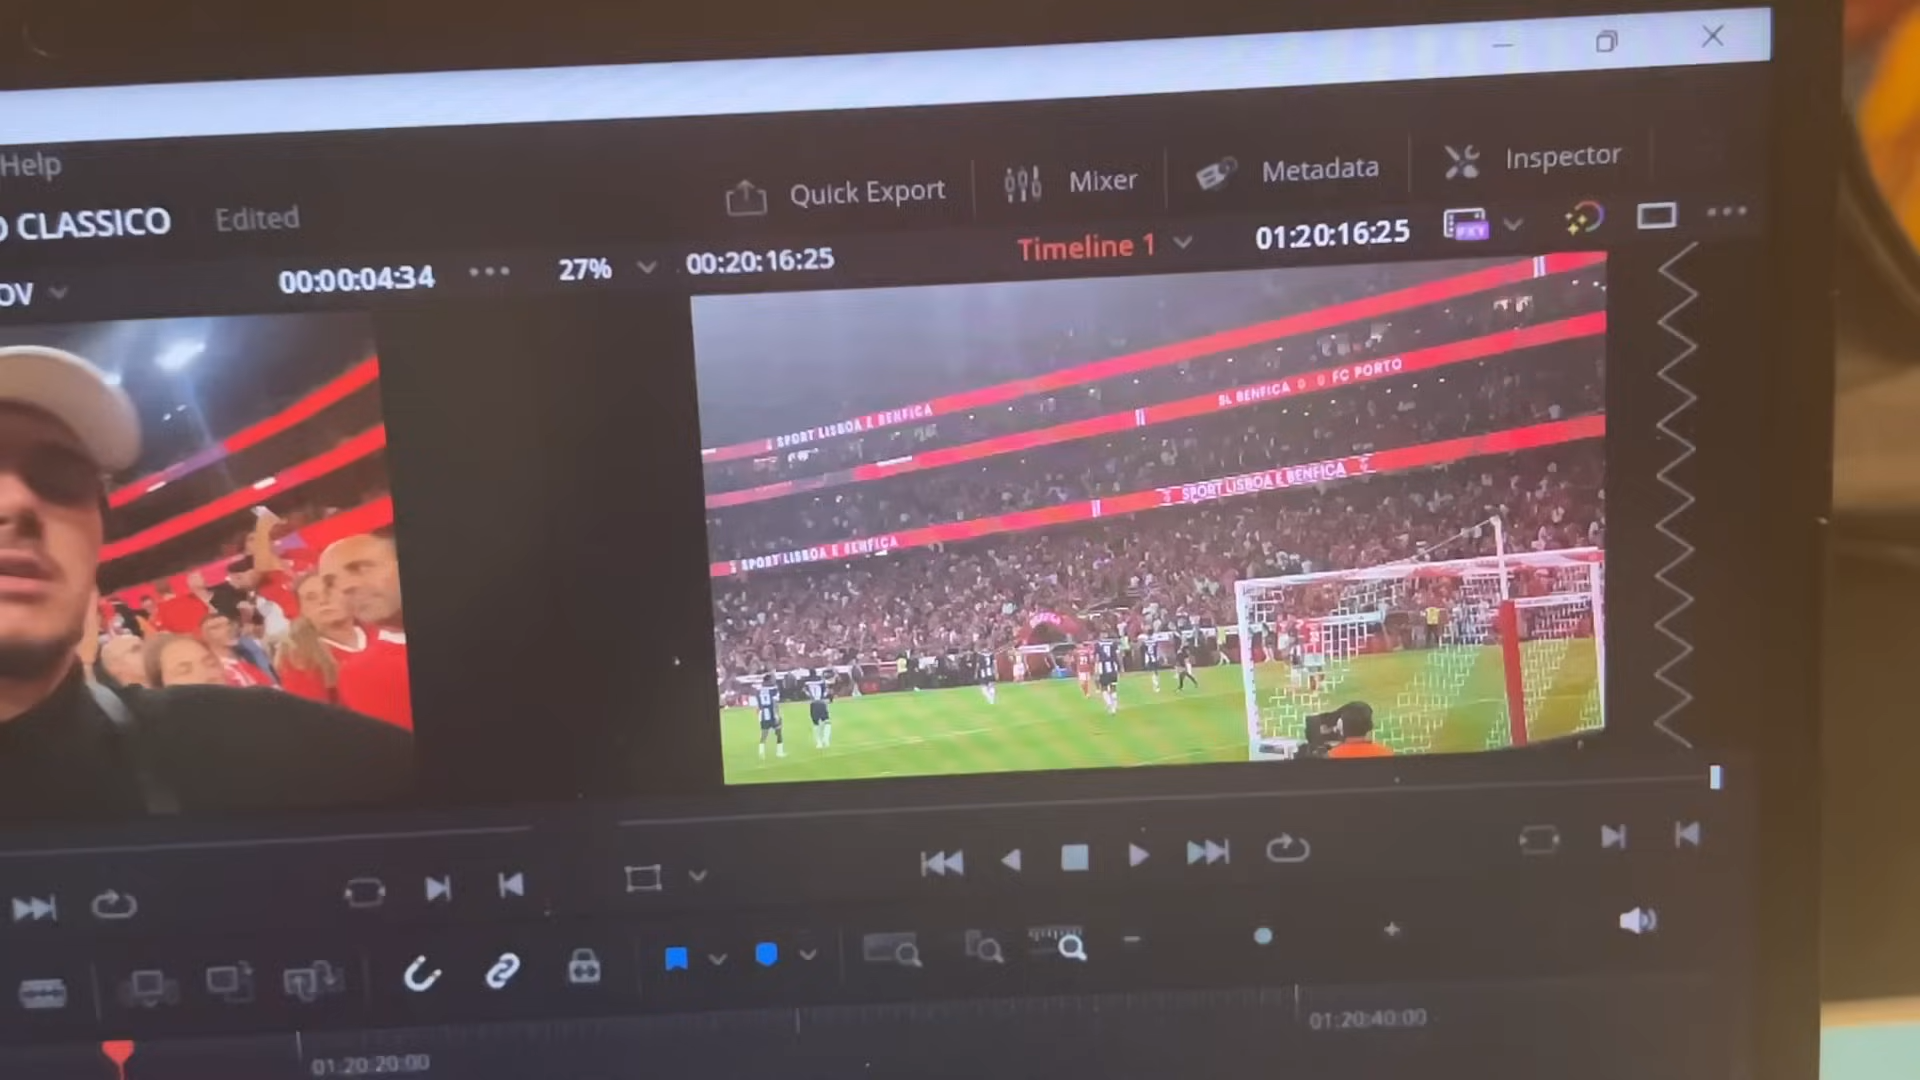 Help
Quick Export
Mixer
Metadata
Inspector
O CLASSICO
Edited
OV
00:00:04:34
27%
00:20:16:25
Timeline 1
01:20:16:25
PXY
SPORT LISBOA E BENFICA
SL BENFICA 0 0 FC PORTO
SPORT LISBOA E BENFICA
SPORT LISBOA E BENFICA
01:20:20:00
01:20:40:00